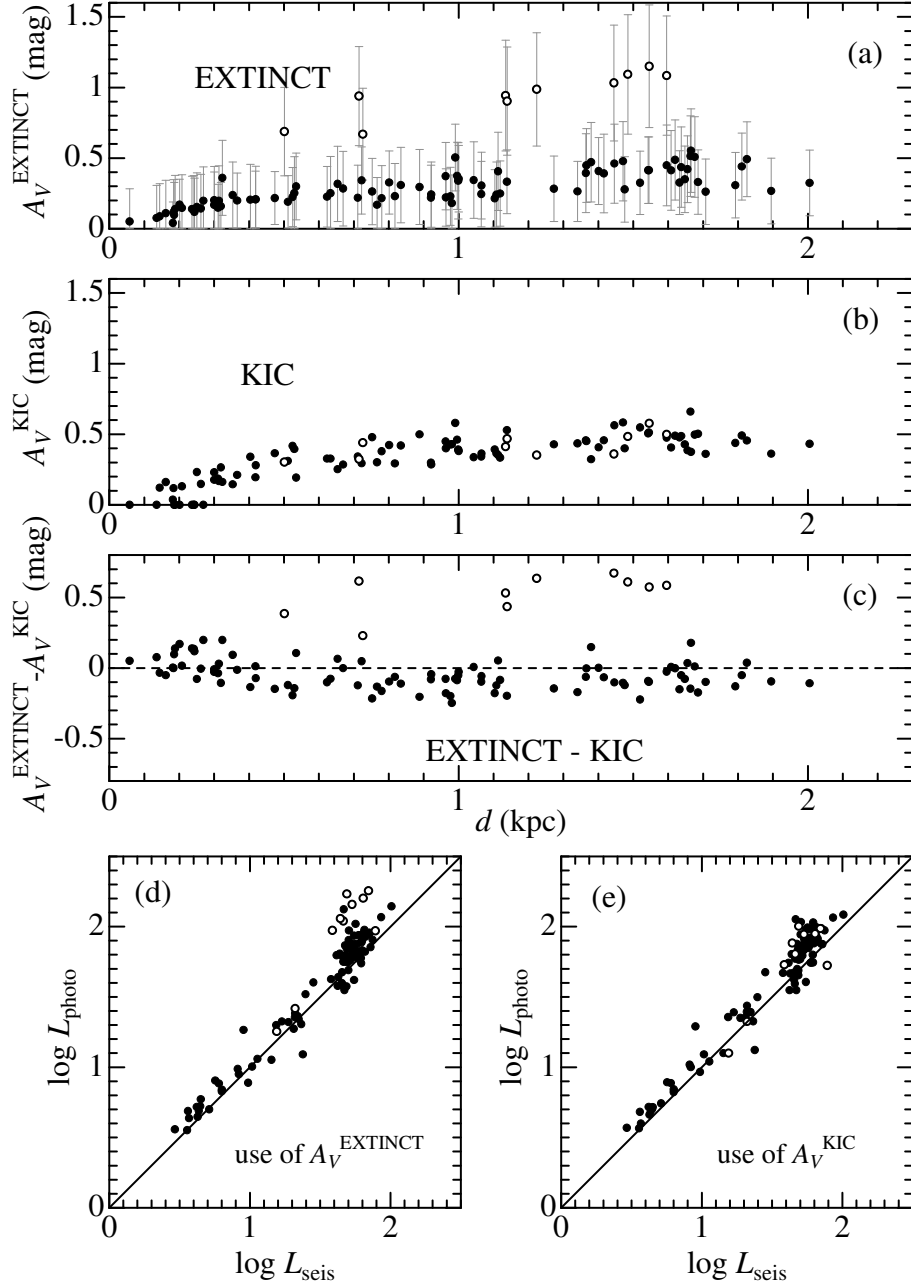 1.5
1
0.5
0
A_V^EXTINCT (mag)
EXTINCT
(a)
0
1
2
1.5
1
0.5
0
A_V^KIC (mag)
KIC
(b)
0
1
2
0.5
0
-0.5
A_V^EXTINCT-A_V^KIC (mag)
(c)
EXTINCT - KIC
0
1
2
d (kpc)
(d)
2
1
0
log L_photo
use of A_V^EXTINCT
0
1
2
log L_seis
(e)
2
1
0
log L_photo
use of A_V^KIC
0
1
2
log L_seis